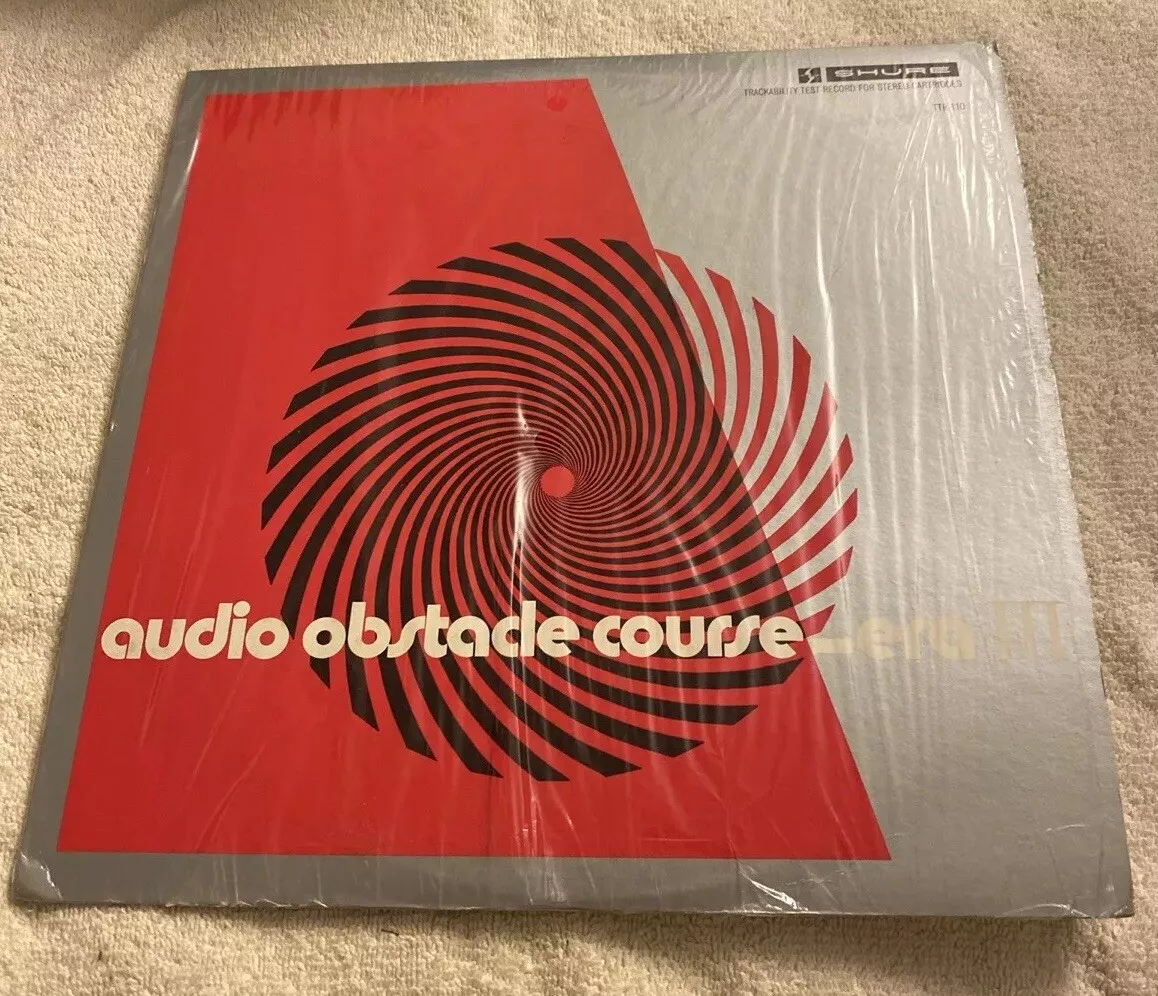 SHURE
TRACKABILITY TEST RECORD FOR STEREO CARTRIDGES
TTR-110
audio obstacle course -era III